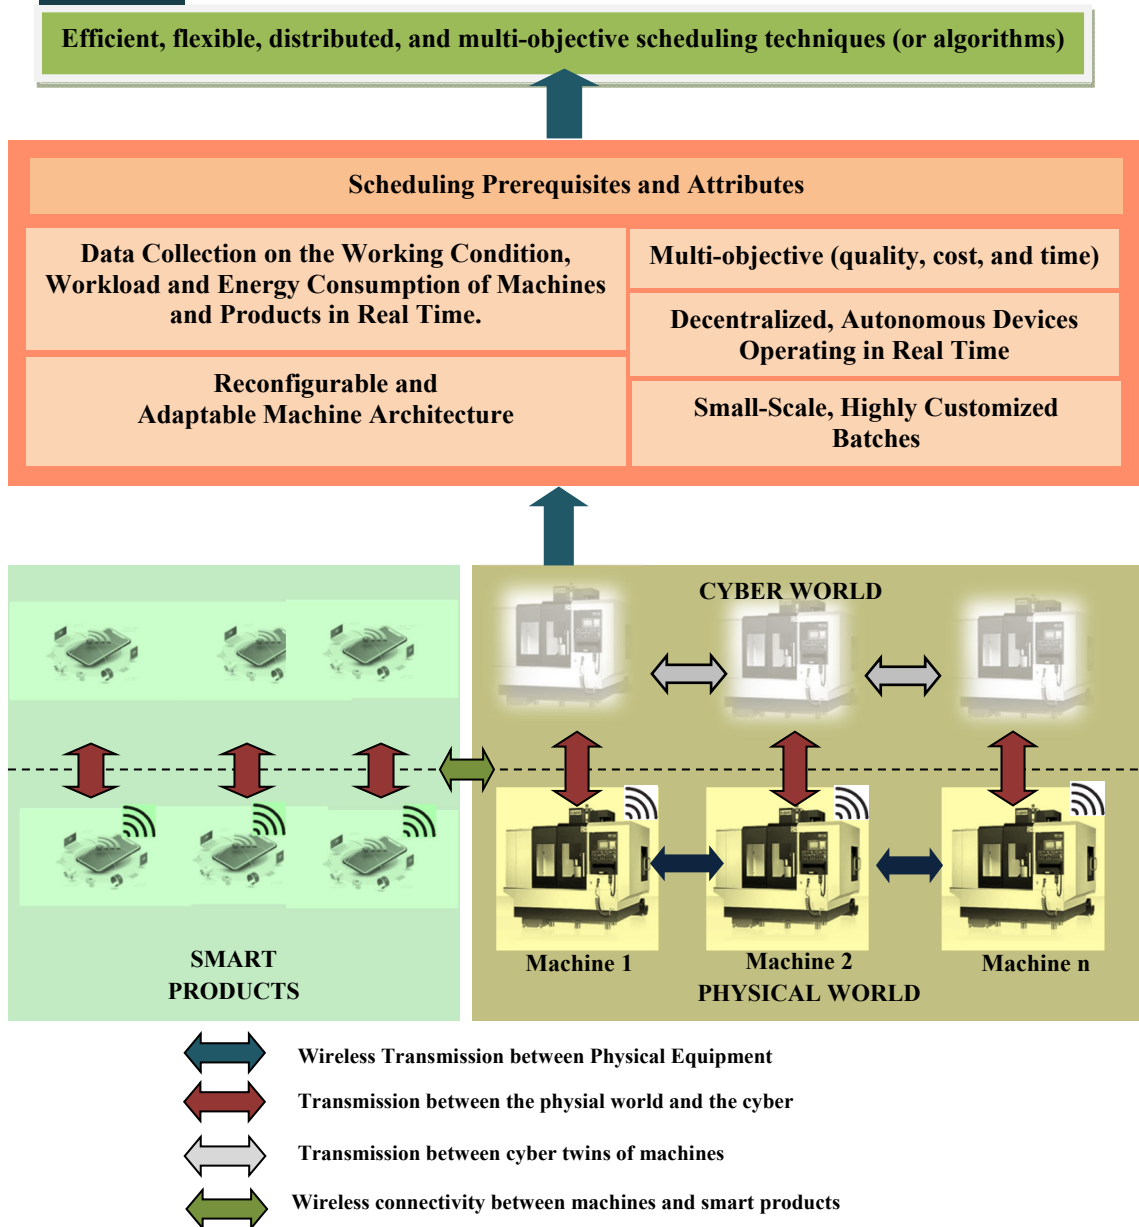 Efficient, flexible, distributed, and multi-objective scheduling techniques (or algorithms)
Scheduling Prerequisites and Attributes
Data Collection on the Working Condition,
Workload and Energy Consumption of Machines
and Products in Real Time.
Reconfigurable and
Adaptable Machine Architecture
Multi-objective (quality, cost, and time)
Decentralized, Autonomous Devices
Operating in Real Time
Small-Scale, Highly Customized
Batches
CYBER WORLD
SMART
PRODUCTS
Machine 1
Machine 2
Machine n
PHYSICAL WORLD
Wireless Transmission between Physical Equipment
Transmission between the physial world and the cyber
Transmission between cyber twins of machines
Wireless connectivity between machines and smart products